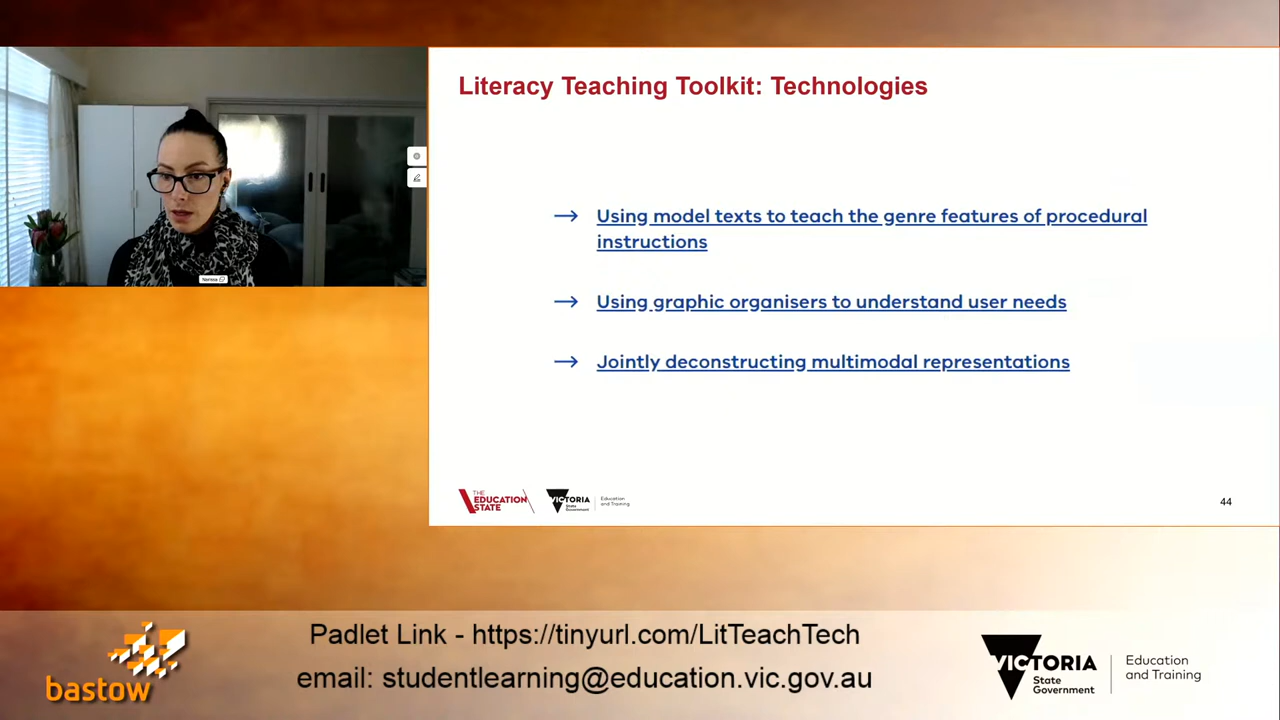 Literacy Teaching Toolkit: Technologies
→ Using model texts to teach the genre features of procedural
instructions
→ Using graphic organisers to understand user needs
→ Jointly deconstructing multimodal representations
Nerissa
THE
EDUCATION
STATE
VICTORIA
State
Government
Education
and Training
44
Padlet Link - https://tinyurl.com/LitTeachTech
email: studentlearning@education.vic.gov.au
bastow
VICTORIA
State
Government
Education
and Training